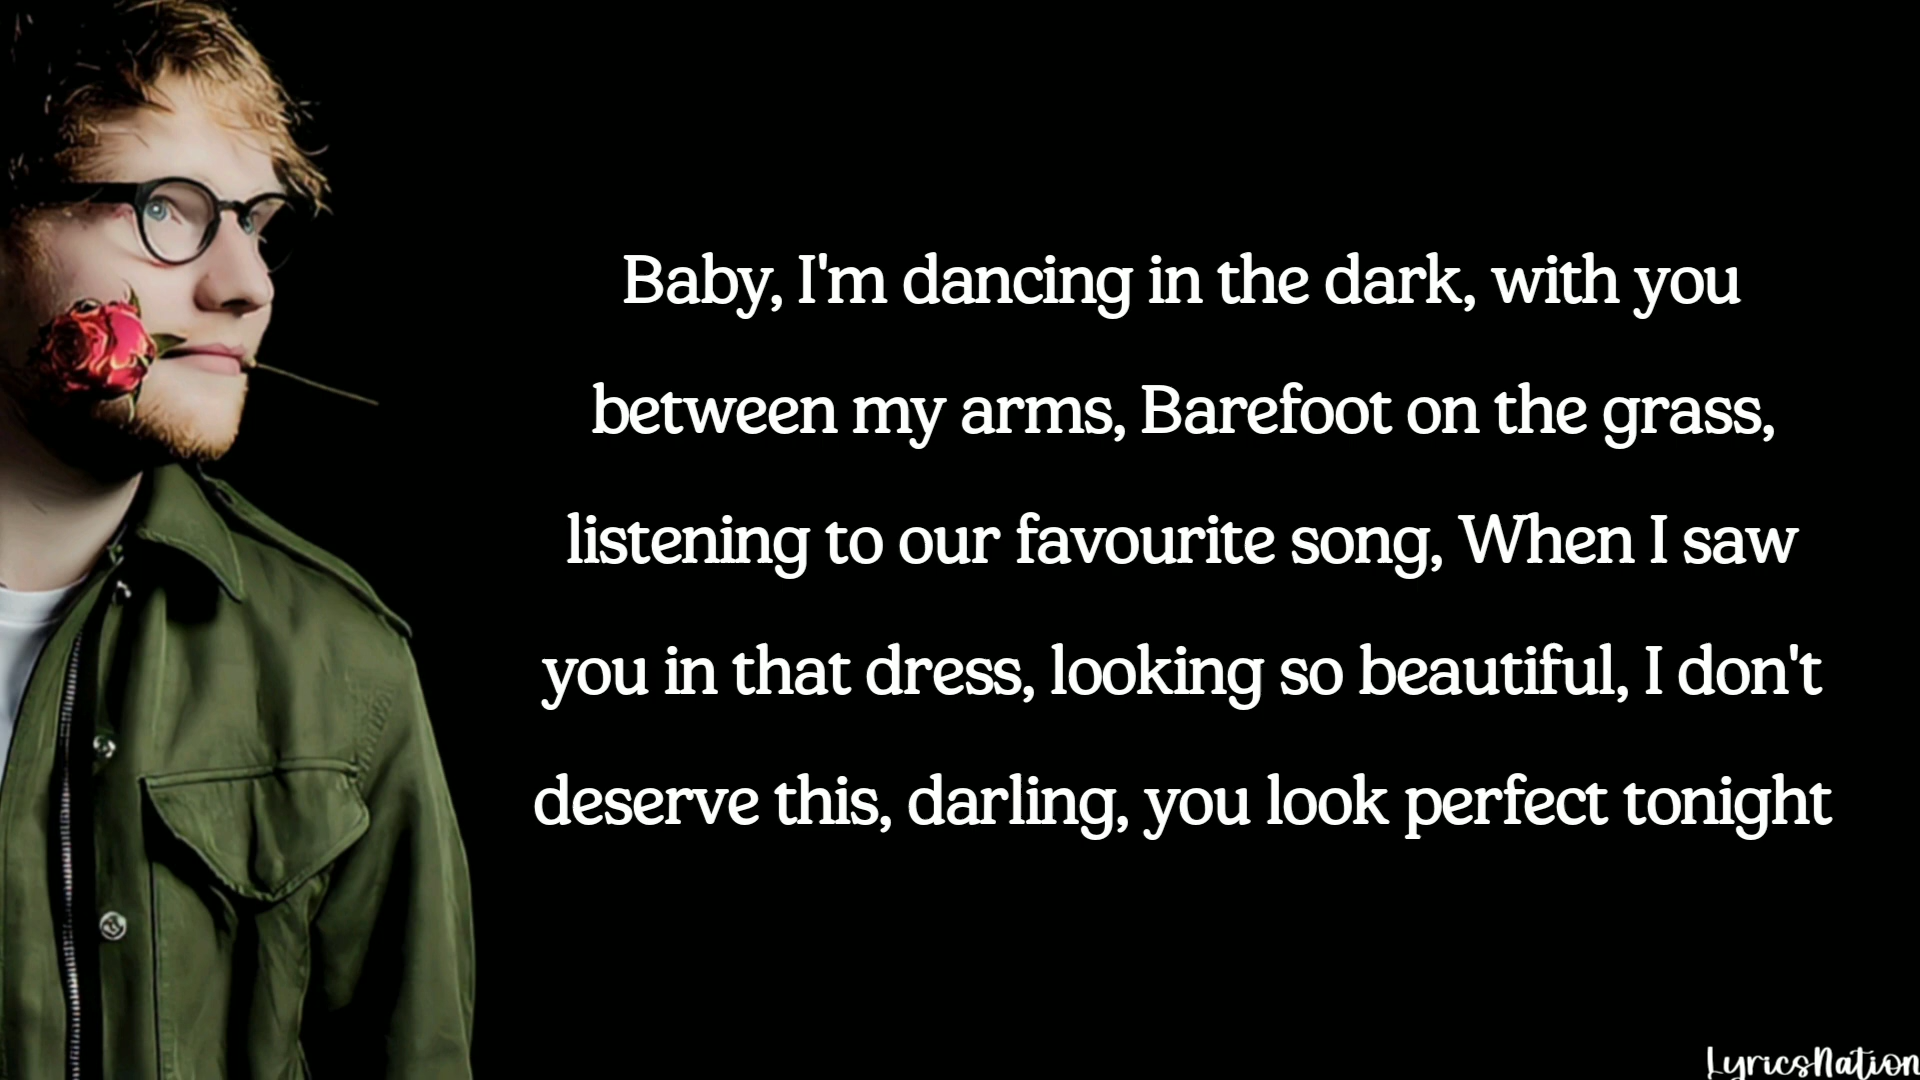 Baby, I'm dancing in the dark, with you
between my arms, Barefoot on the grass,
listening to our favourite song, When I saw
you in that dress, looking so beautiful, I don't
deserve this, darling, you look perfect tonight
LyricsNation